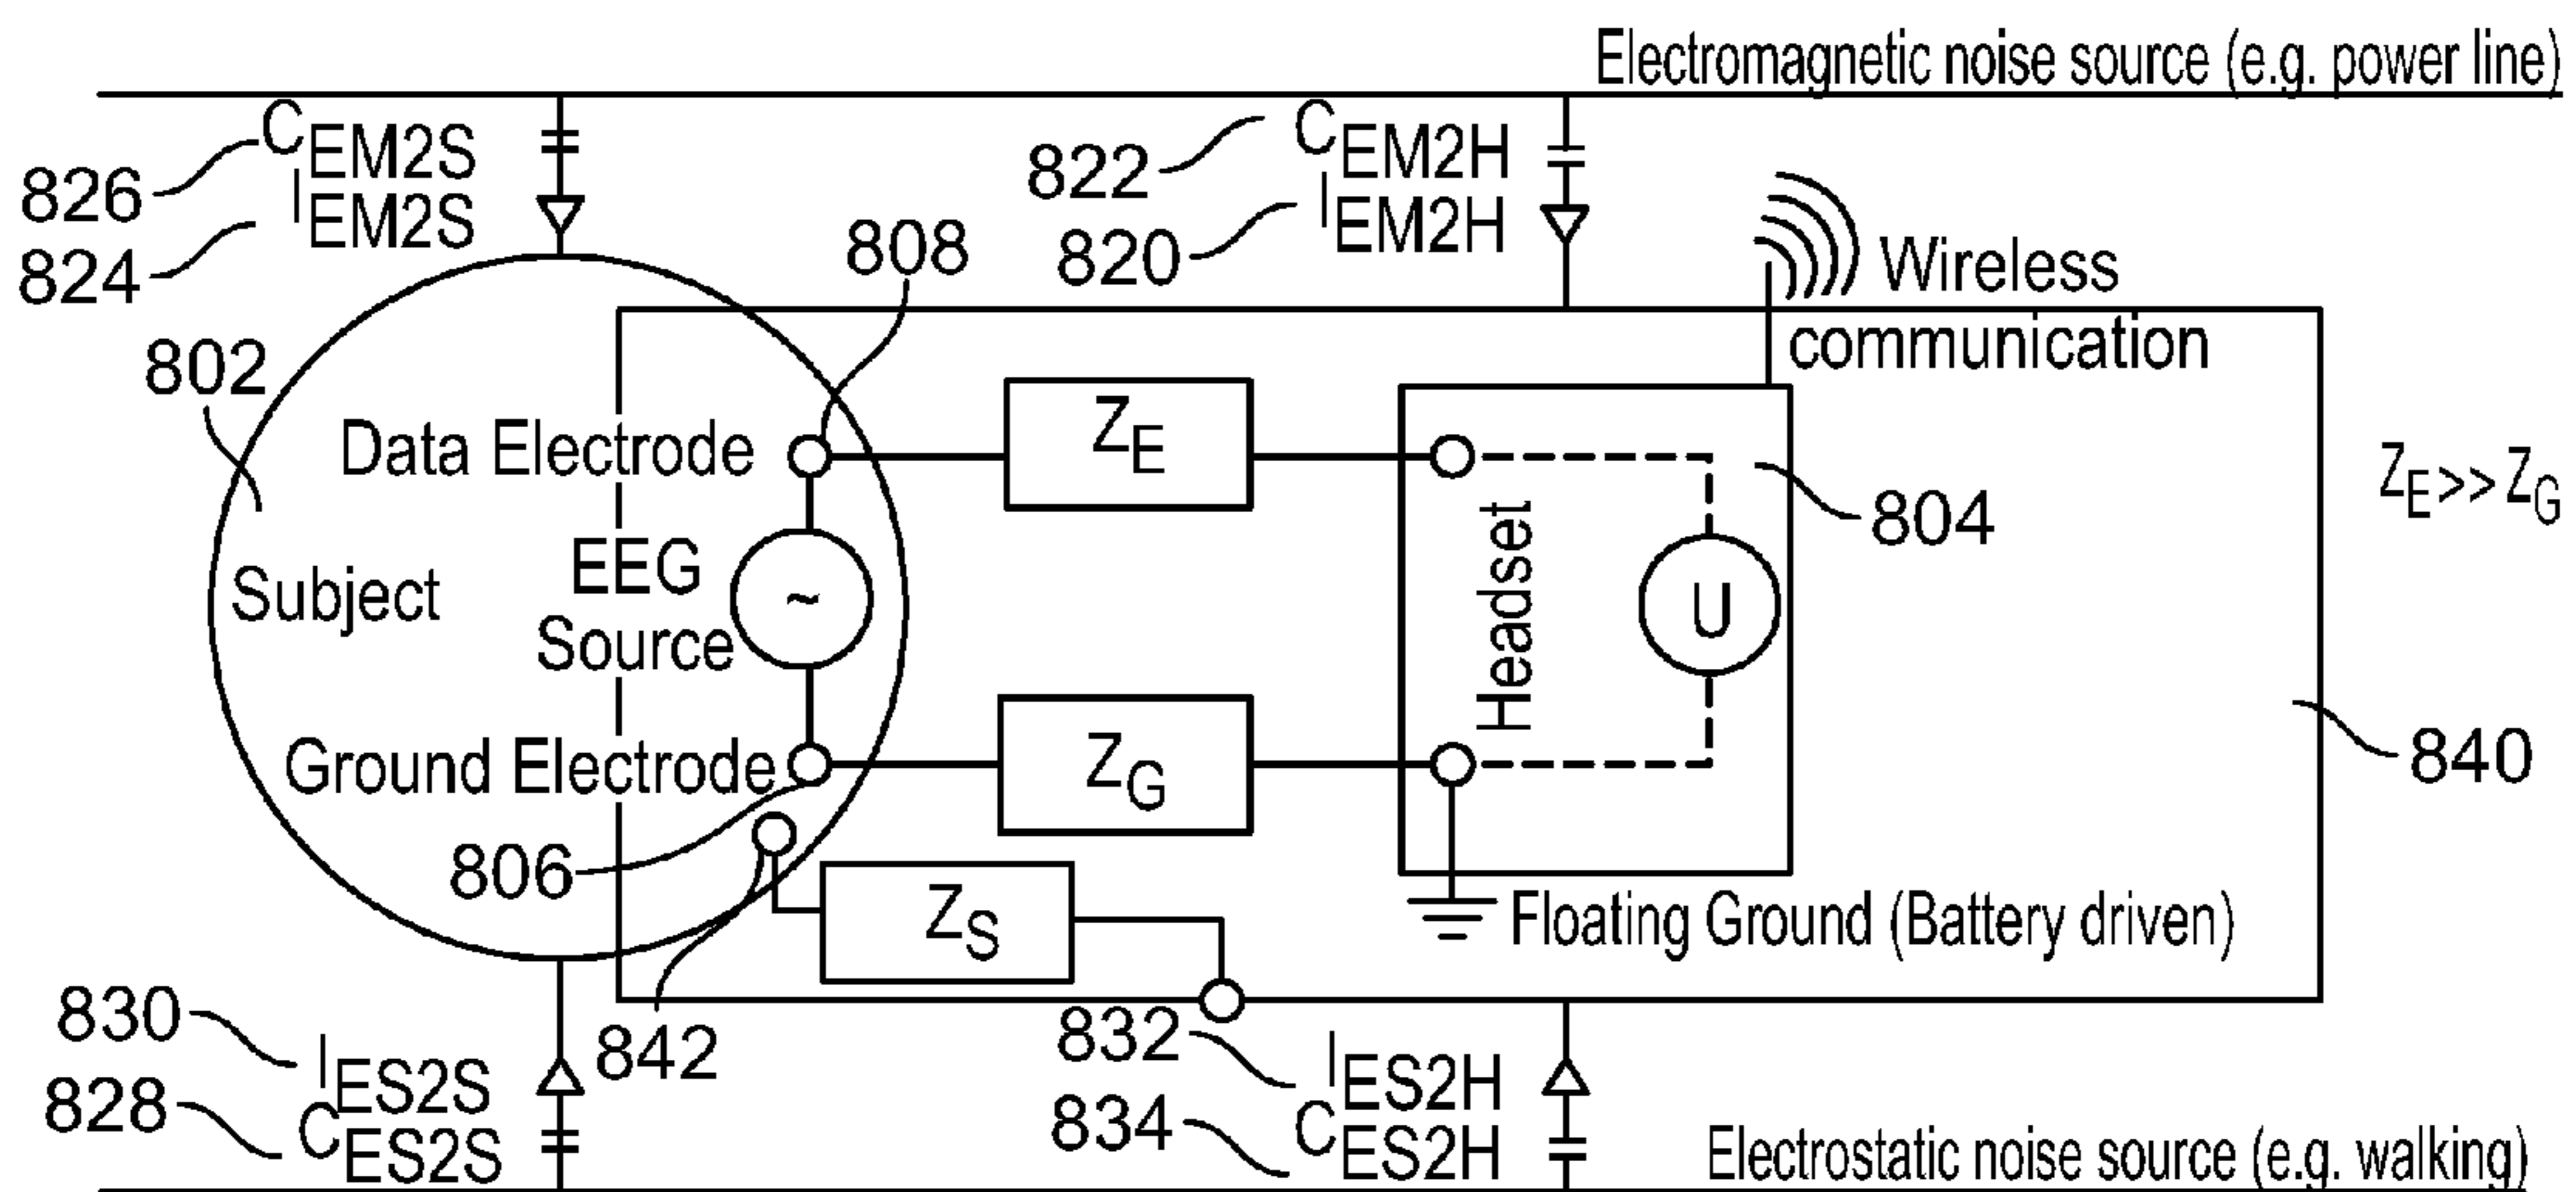 Electromagnetic noise source (e.g. power line)
CEM2S
826
IEM2S
824
CEM2H
822
IEM2H
820
808
Wireless
communication
802
Data Electrode
ZE
ZE>> ZG
804
Subject
EEG
Source
~
Headset
U
Ground Electrode
ZG
840
806
ZS
Floating Ground (Battery driven)
830
IES2S
828
CES2S
842
832
IES2H
834
CES2H
Electrostatic noise source (e.g. walking)